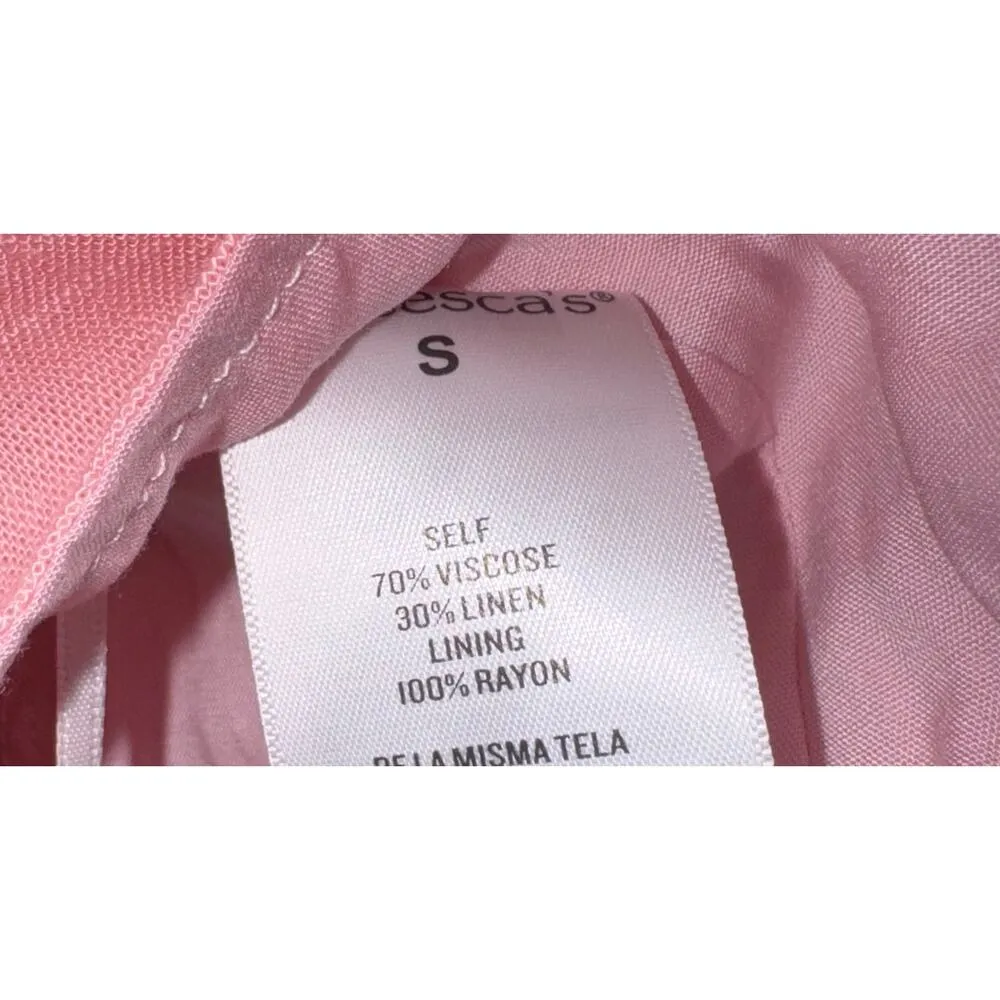 esca's®
S
SELF
70% VISCOSE
30% LINEN
LINING
100% RAYON
DE LA MISMA TELA